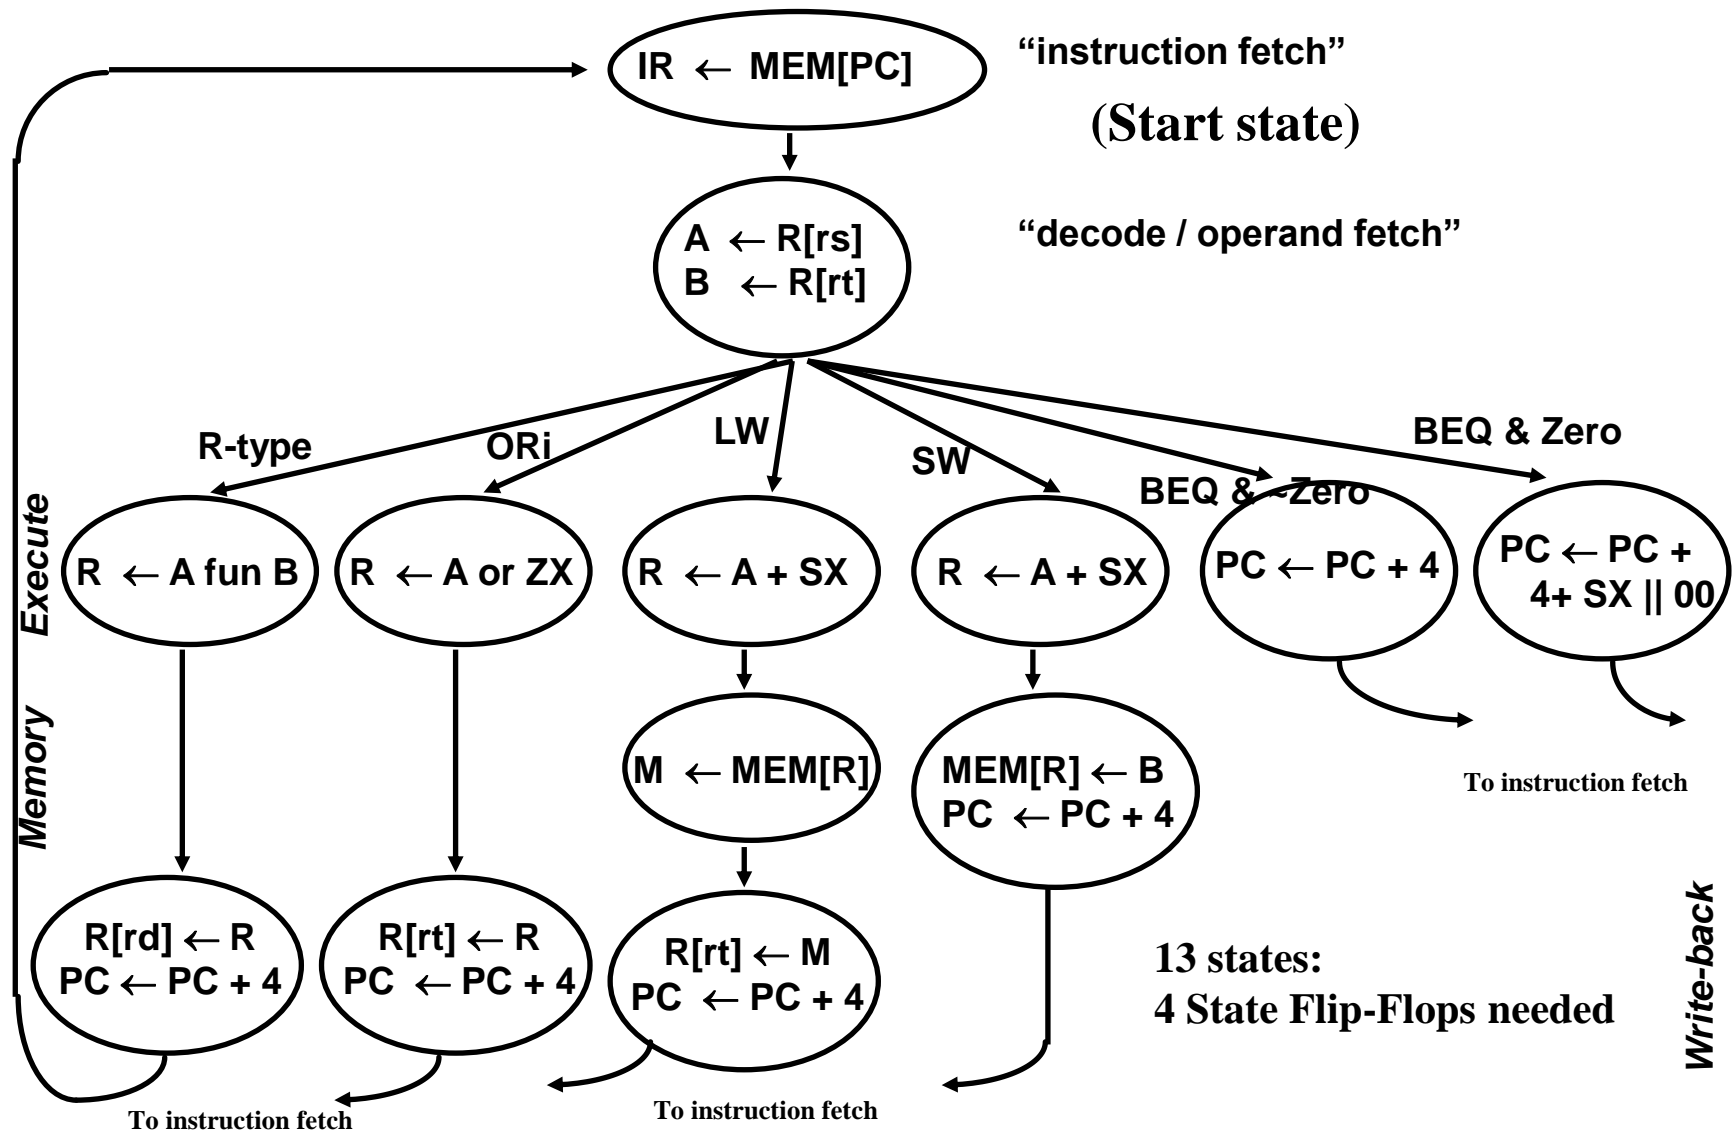 IR ← MEM[PC]
“instruction fetch”
(Start state)
A ← R[rs]
B ← R[rt]
“decode / operand fetch”
R-type
ORi
LW
SW
BEQ & ~Zero
BEQ & Zero
Execute
R ← A fun B
R ← A or ZX
R ← A + SX
R ← A + SX
PC ← PC + 4
PC ← PC +
4+ SX || 00
Memory
M ← MEM[R]
MEM[R] ← B
PC ← PC + 4
To instruction fetch
R[rd] ← R
PC ← PC + 4
R[rt] ← R
PC ← PC + 4
R[rt] ← M
PC ← PC + 4
13 states:
4 State Flip-Flops needed
Write-back
To instruction fetch
To instruction fetch